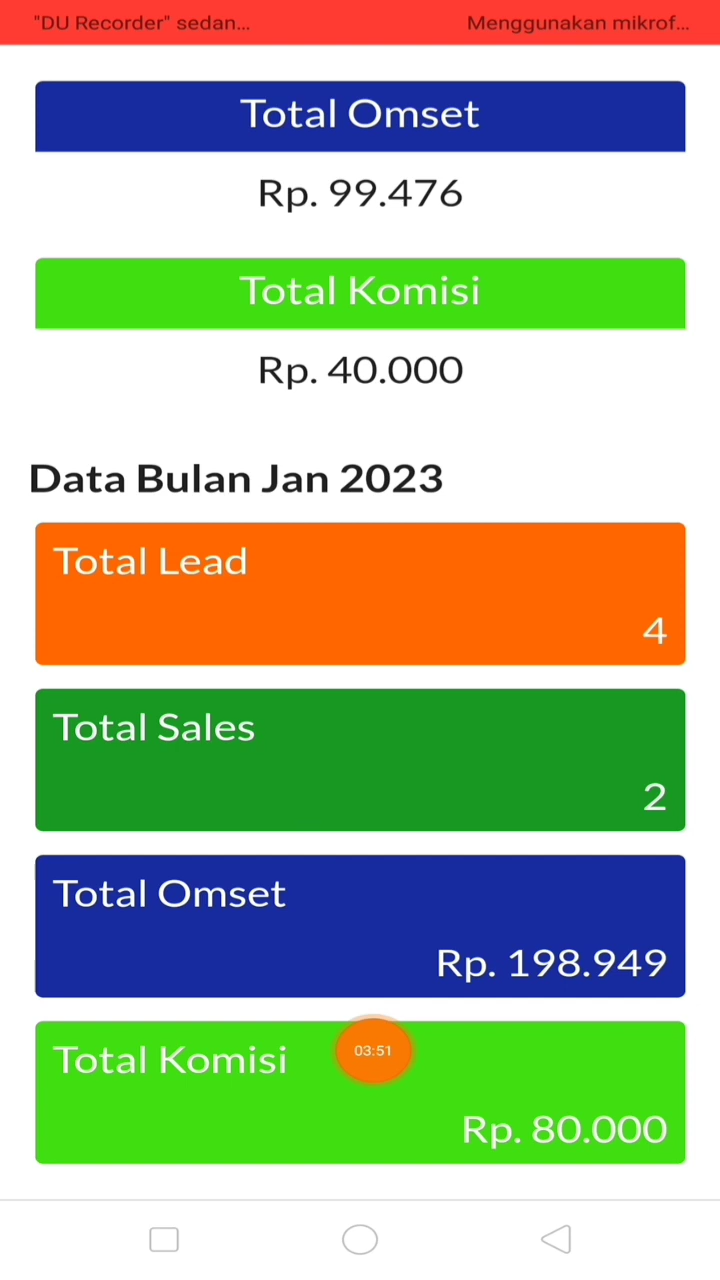 "DU Recorder" sedan... Menggunakan mikrof...
Total Omset
Rp. 99.476
Total Komisi
Rp. 40.000
Data Bulan Jan 2023
Total Lead
4
Total Sales
2
Total Omset
Rp. 198.949
Total Komisi
03:51
Rp. 80.000